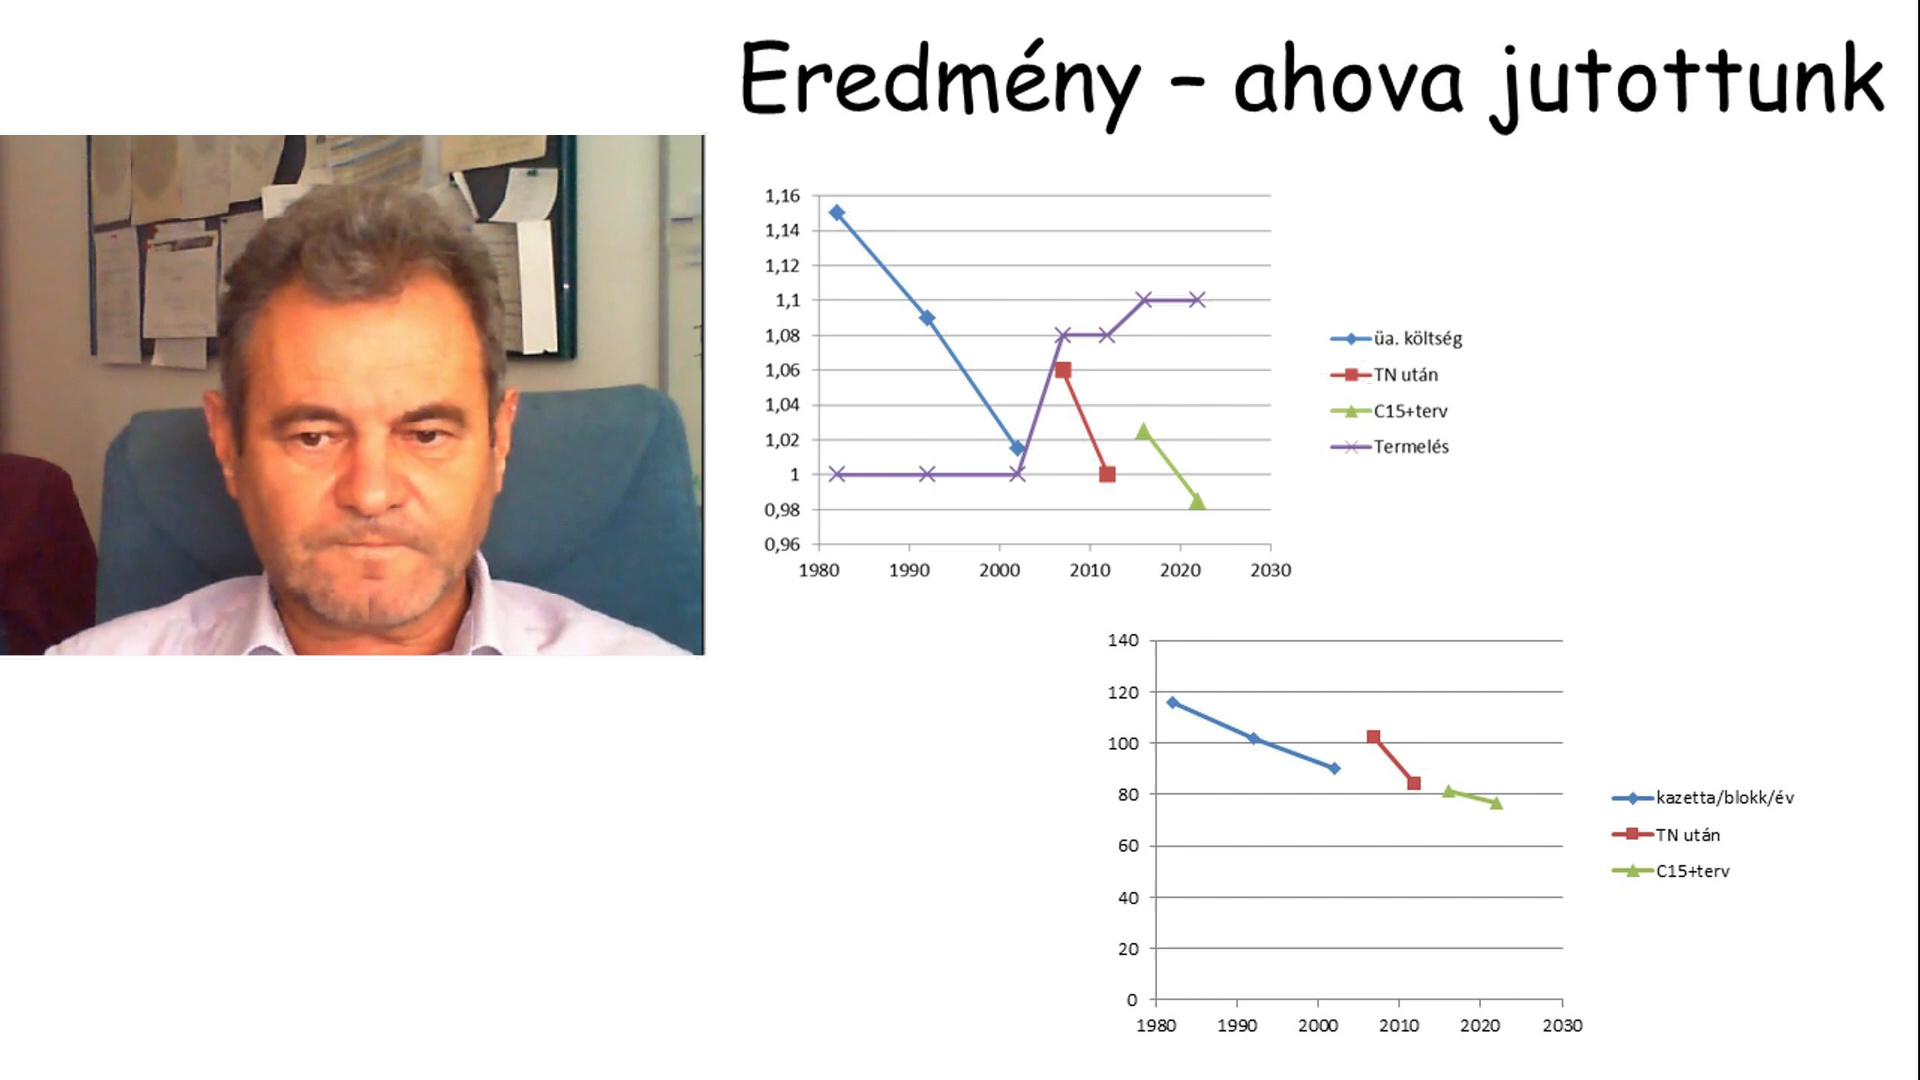 Eredmény – ahova jutottunk
1,16
1,14
1,12
1,1
1,08
1,06
1,04
1,02
1
0,98
0,96
1980 1990 2000 2010 2020 2030
üa. költség
TN után
C15+terv
Termelés
140
120
100
80
60
40
20
0
1980 1990 2000 2010 2020 2030
kazetta/blokk/év
TN után
C15+terv